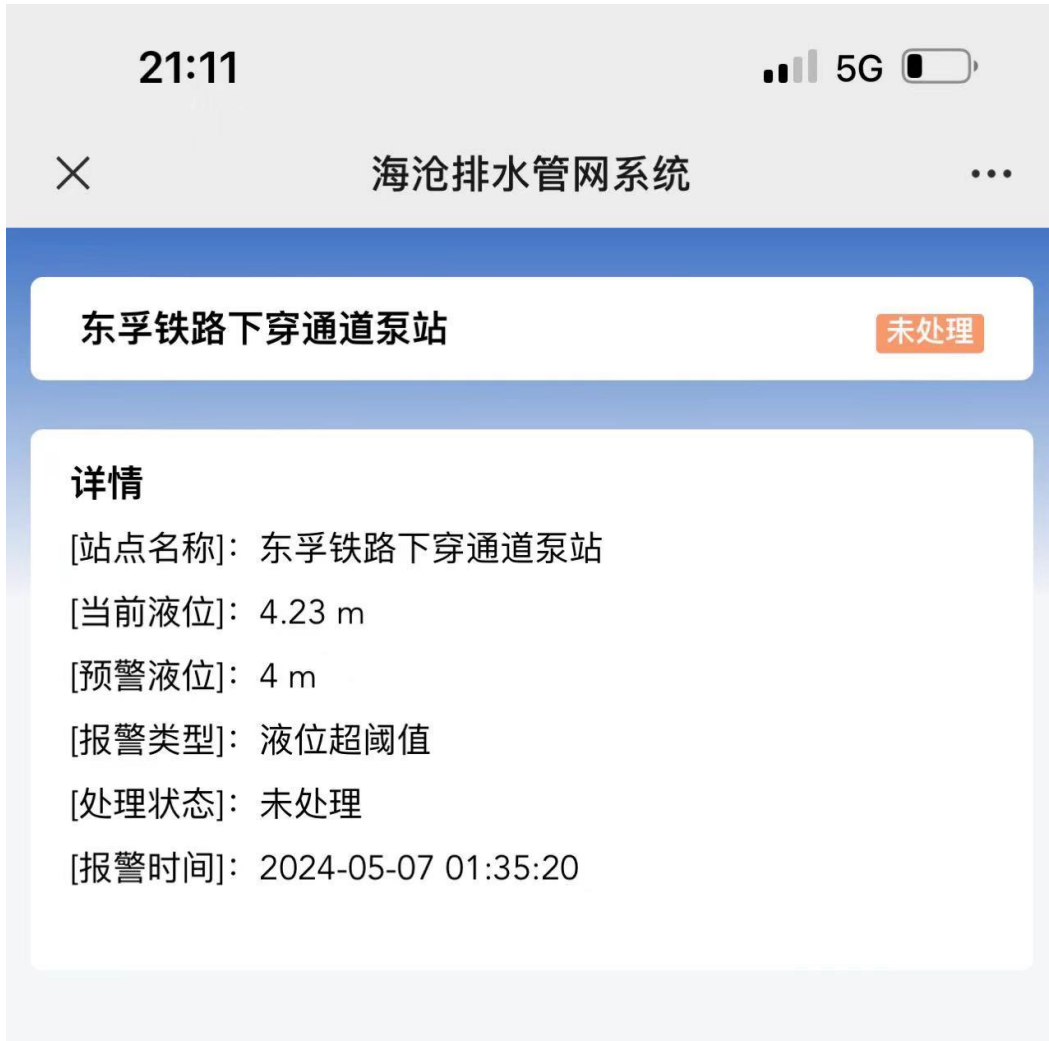 21:11 5G
海沧排水管网系统
东孚铁路下穿通道泵站 未处理
详情
[站点名称]：东孚铁路下穿通道泵站
[当前液位]：4.23 m
[预警液位]：4 m
[报警类型]：液位超阈值
[处理状态]：未处理
[报警时间]：2024-05-07 01:35:20